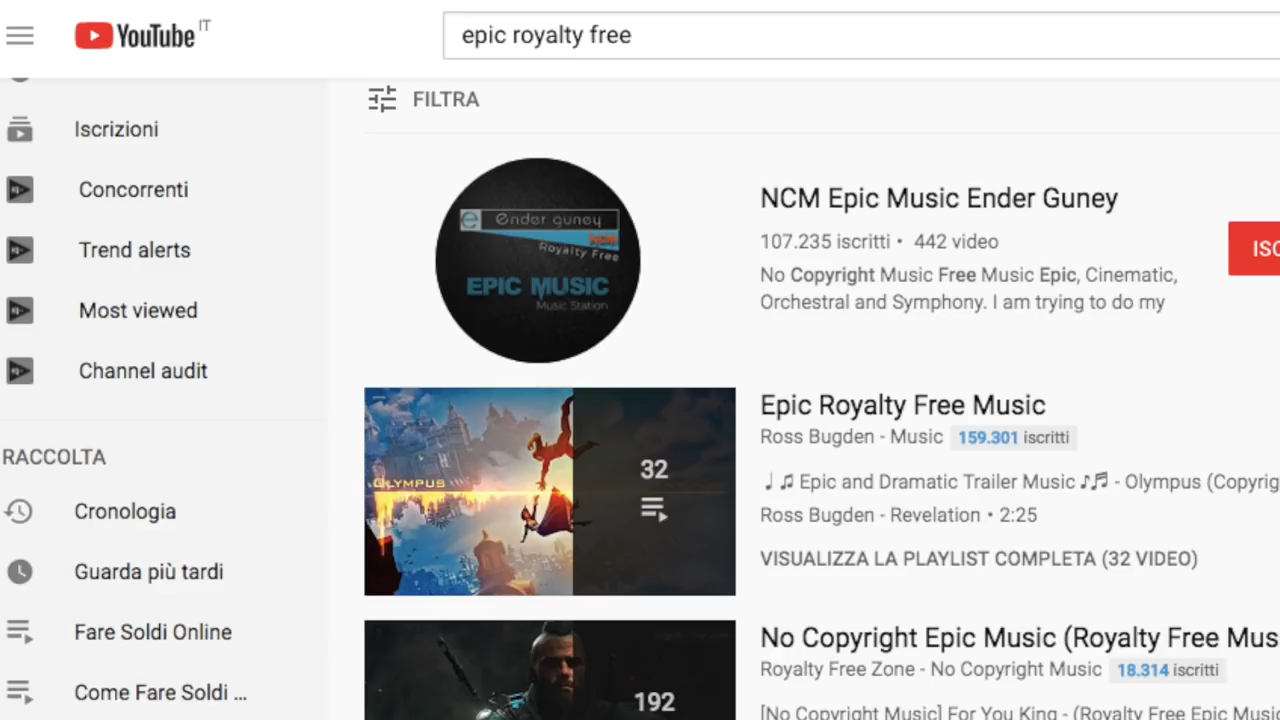 YouTube IT
epic royalty free
FILTRA
Iscrizioni
Concorrenti
Trend alerts
Most viewed
Channel audit
RACCOLTA
Cronologia
Guarda più tardi
Fare Soldi Online
Come Fare Soldi ...
e ender guney
NCM
Royalty Free
EPIC MUSIC
Music Station
NCM Epic Music Ender Guney
107.235 iscritti • 442 video
No Copyright Music Free Music Epic, Cinematic,
Orchestral and Symphony. I am trying to do my
ISC
OLYMPUS
32
Epic Royalty Free Music
Ross Bugden - Music 159.301 iscritti
♩ ♫ Epic and Dramatic Trailer Music ♪♬ - Olympus (Copyrig
Ross Bugden - Revelation • 2:25
VISUALIZZA LA PLAYLIST COMPLETA (32 VIDEO)
192
No Copyright Epic Music (Royalty Free Mus
Royalty Free Zone - No Copyright Music 18.314 iscritti
[No Copyright Music] For You King - (Royalty Free Epic Music